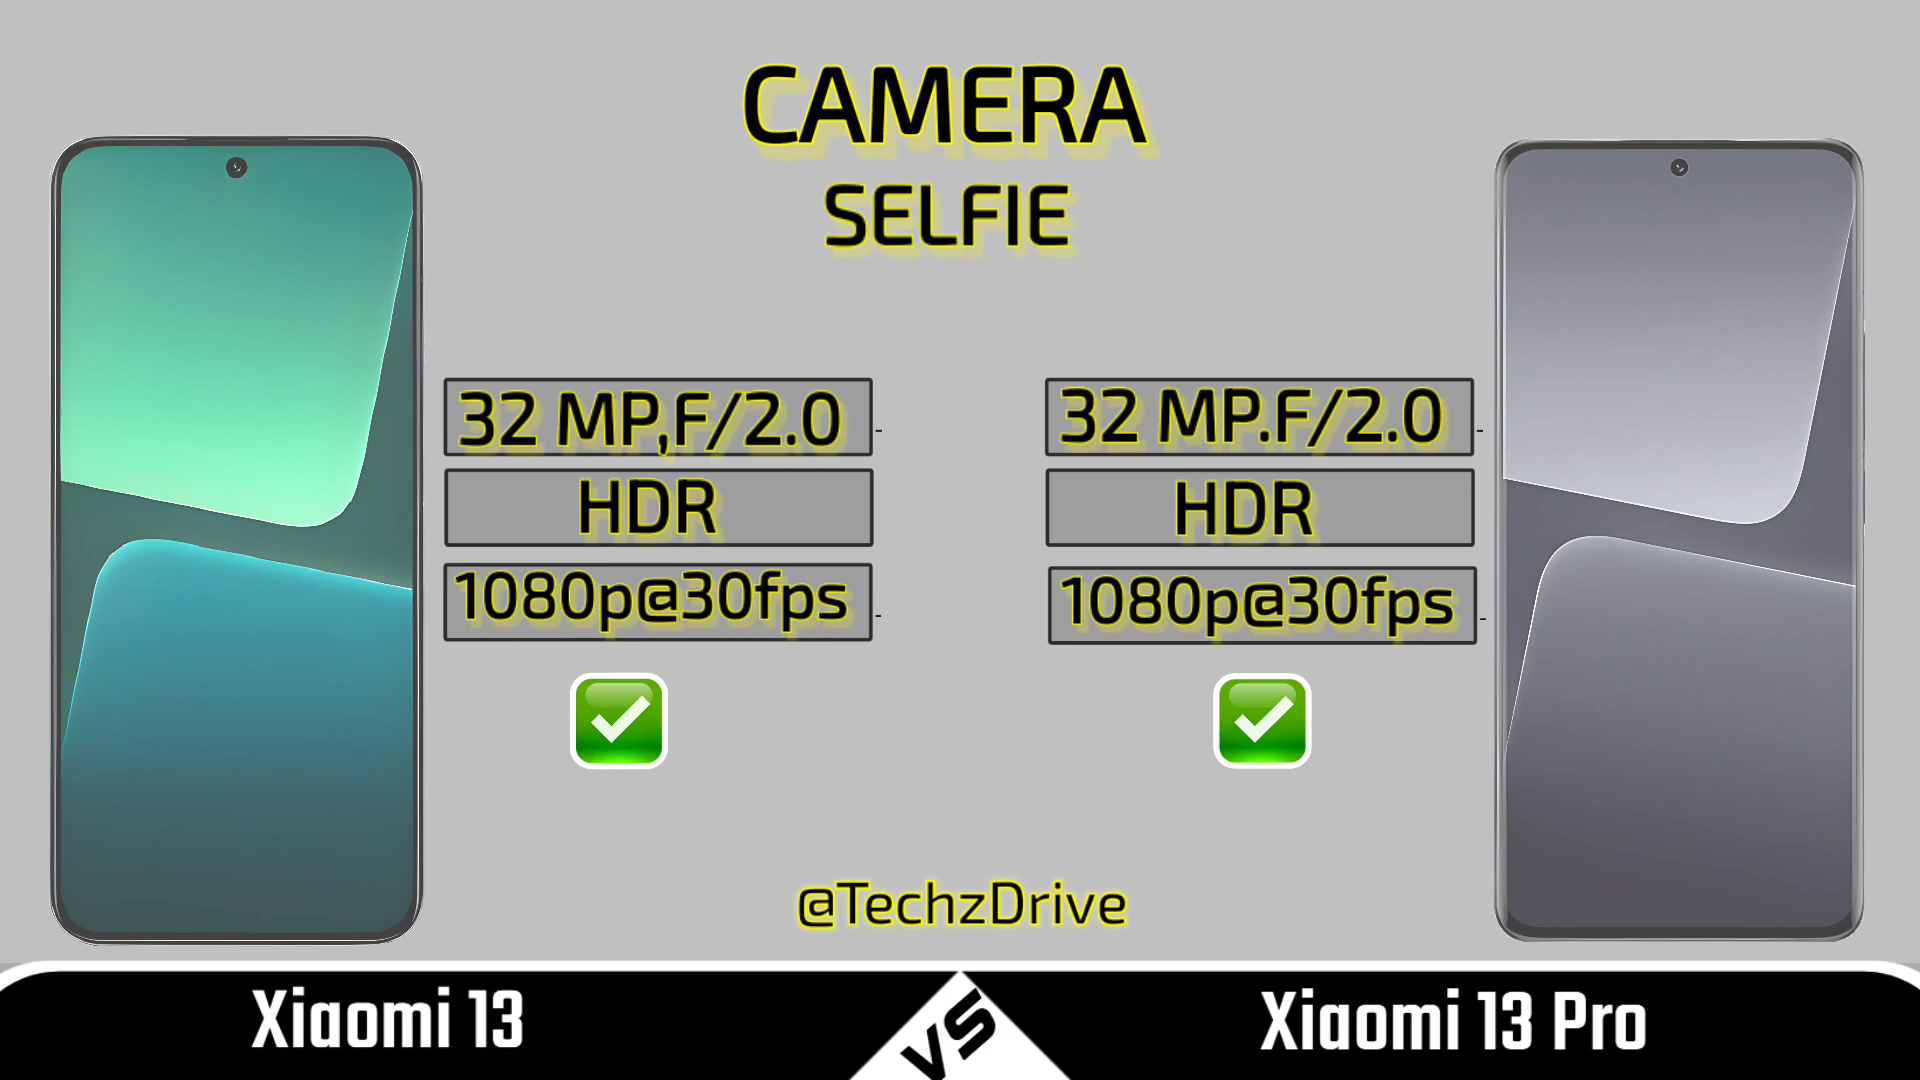 CAMERA
SELFIE
32 MP,F/2.0
HDR
1080p@30fps
32 MP.F/2.0
HDR
1080p@30fps
@TechzDrive
Xiaomi 13
VS
Xiaomi 13 Pro